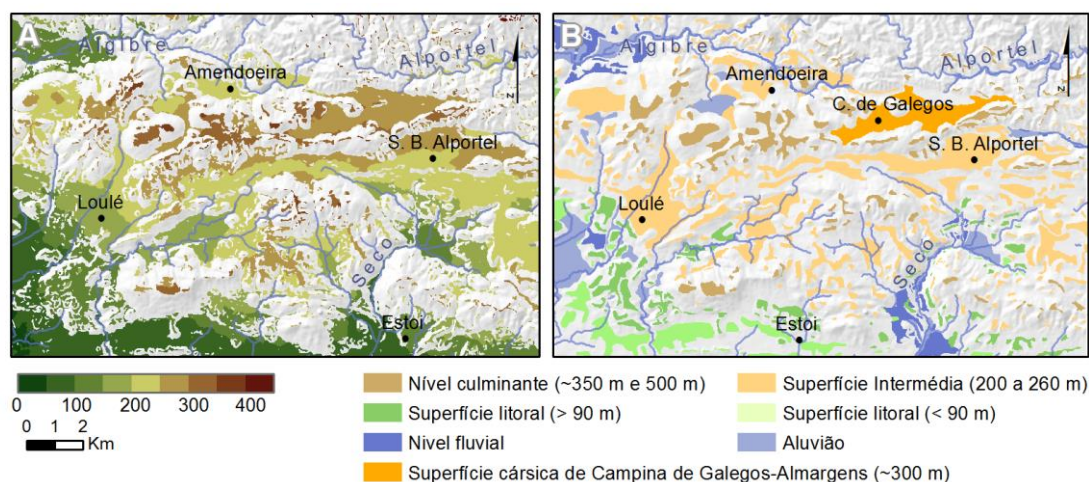 A
Algibre
Alportel
Amendoeira
S. B. Alportel
Loulé
Seco
Estoi
N
B
Algibre
Alportel
Amendoeira
C. de Galegos
S. B. Alportel
Loulé
Seco
Estoi
N
0 100 200 300 400
0 1 2
Km
Nível culminante (~350 m e 500 m)
Superfície Intermédia (200 a 260 m)
Superfície litoral (> 90 m)
Superfície litoral (< 90 m)
Nivel fluvial
Aluvião
Superfície cársica de Campina de Galegos-Almargens (~300 m)